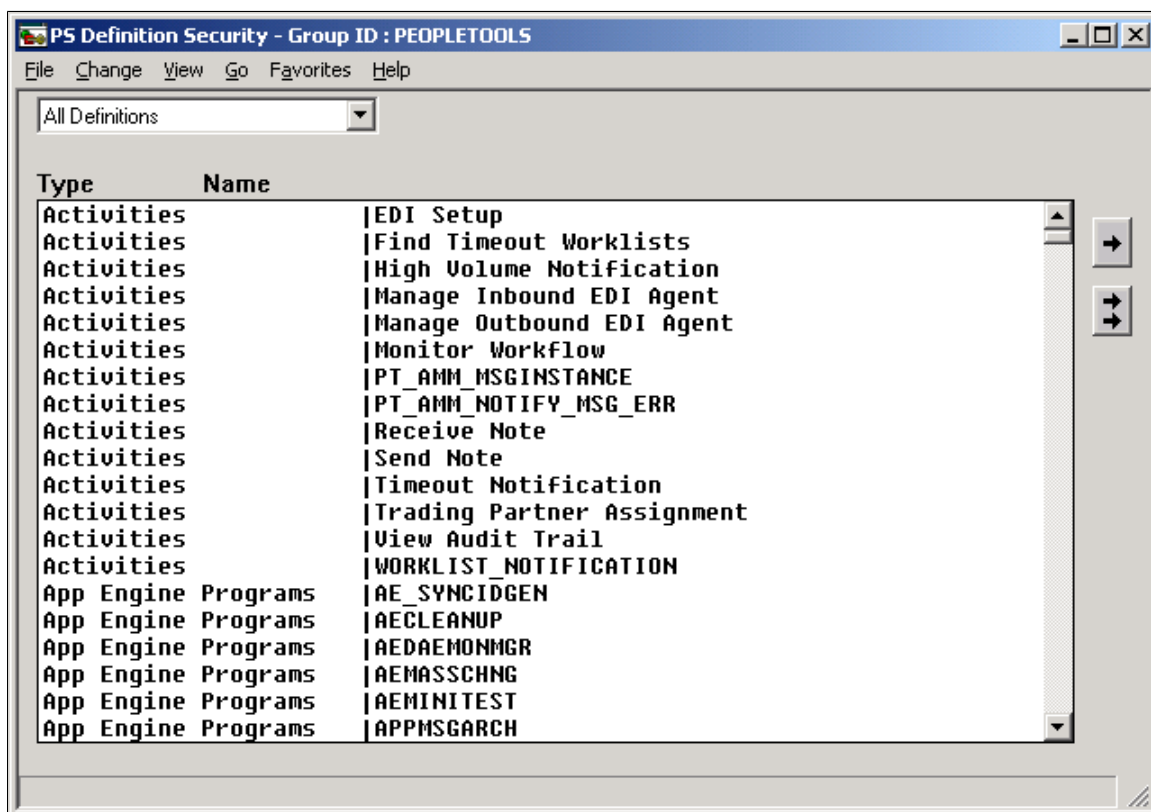 PS Definition Security - Group ID : PEOPLETOOLS
File Change View Go Favorites Help
All Definitions
Type Name
Activities |EDI Setup
Activities |Find Timeout Worklists
Activities |High Volume Notification
Activities |Manage Inbound EDI Agent
Activities |Manage Outbound EDI Agent
Activities |Monitor Workflow
Activities |PT_AMM_MSGINSTANCE
Activities |PT_AMM_NOTIFY_MSG_ERR
Activities |Receive Note
Activities |Send Note
Activities |Timeout Notification
Activities |Trading Partner Assignment
Activities |View Audit Trail
Activities |WORKLIST_NOTIFICATION
App Engine Programs |AE_SYNCIDGEN
App Engine Programs |AECLEANUP
App Engine Programs |AEDAEMONMGR
App Engine Programs |AEMASSCHNG
App Engine Programs |AEMINITEST
App Engine Programs |APPMSGARCH